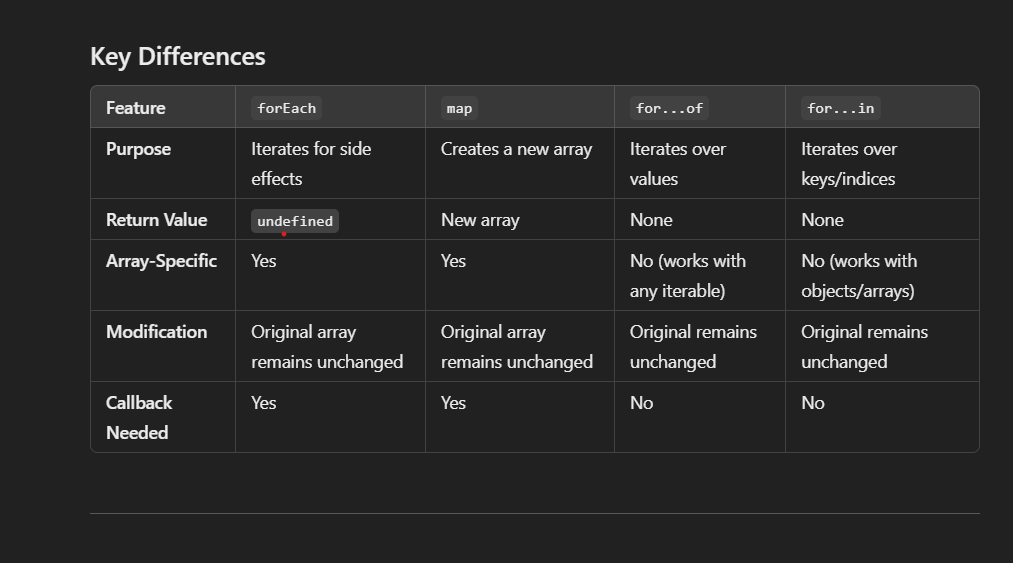 Key Differences
Feature forEach map for...of for...in
Purpose Iterates for side Creates a new array Iterates over Iterates over
effects values keys/indices
Return Value undefined New array None None
Array-Specific Yes Yes No (works with No (works with
any iterable) objects/arrays)
Modification Original array Original array Original remains Original remains
remains unchanged remains unchanged unchanged unchanged
Callback Yes Yes No No
Needed